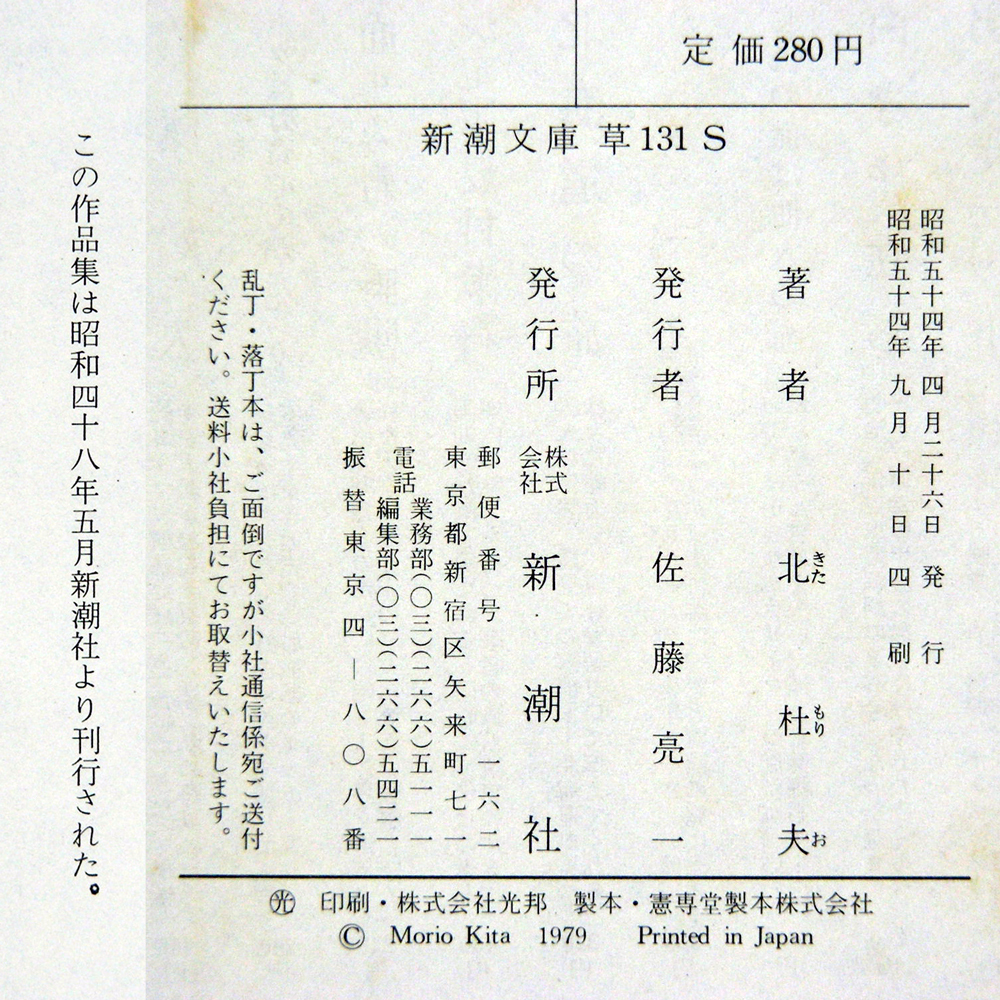 定価280円
新潮文庫 草131S
昭和五十四年 四月二十六日 発行
昭和五十四年 九月 十日 四刷
著者 北杜夫
きた もり お
発行者 佐藤亮一
発行所 株式会社 新潮社
郵便番号 一六二
東京都新宿区矢来町七一
電話 業務部(〇三)(二六六)五一一一
編集部(〇三)(二六六)五四二一
振替東京四―八〇八番
乱丁・落丁本は、ご面倒ですが小社通信係宛ご送付
ください。送料小社負担にてお取替えいたします。
㊎印刷・株式会社光邦 製本・憲専堂製本株式会社
© Morio Kita 1979 Printed in Japan
この作品集は昭和四十八年五月新潮社より刊行された。